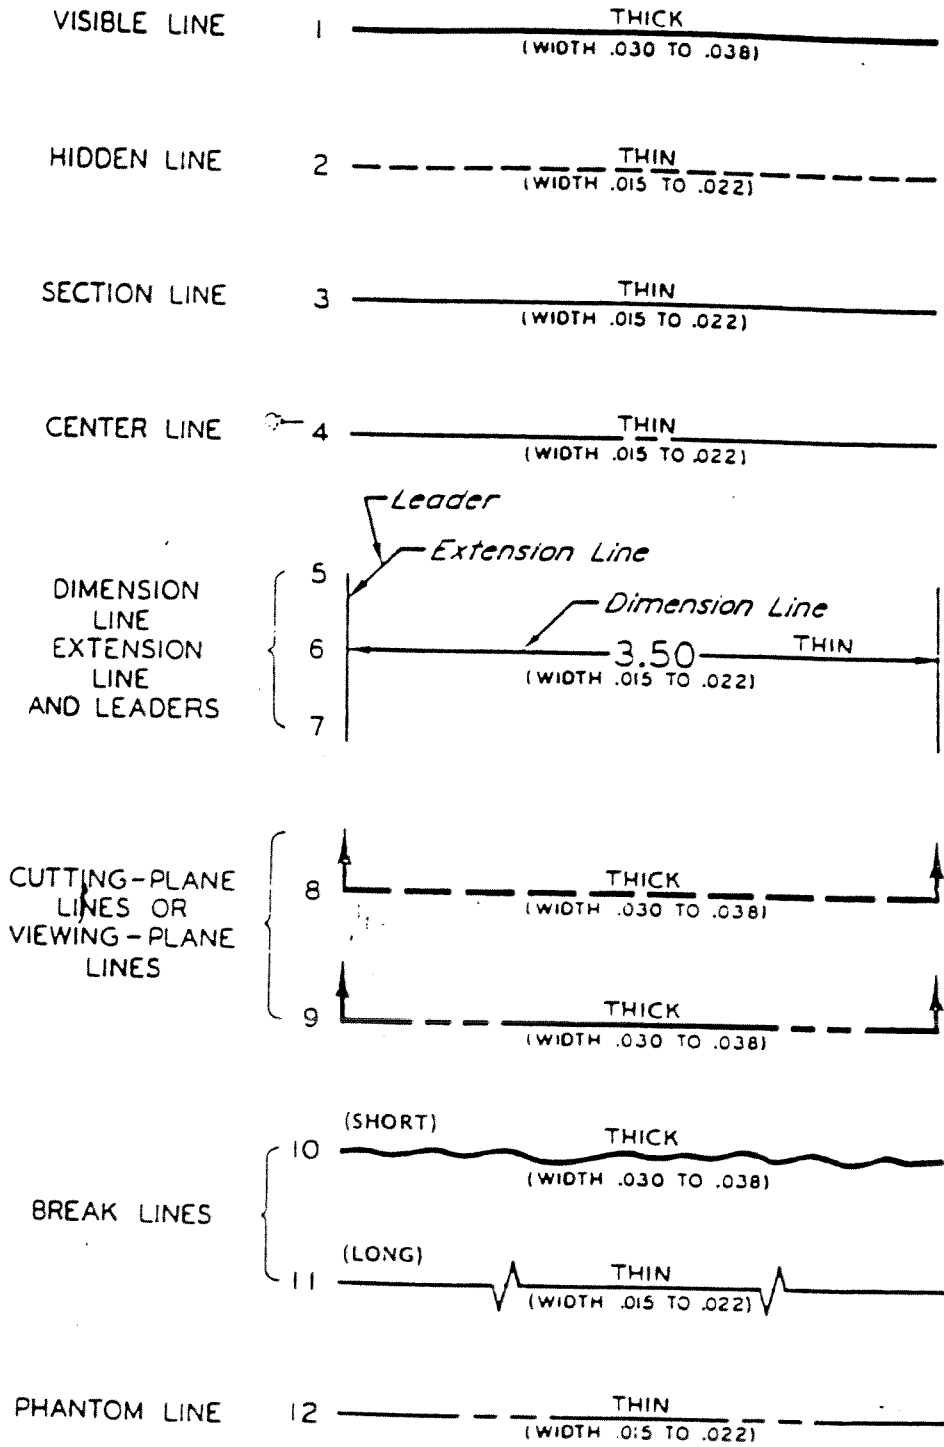 VISIBLE LINE 1 THICK
(WIDTH .030 TO .038)
HIDDEN LINE 2 THIN
(WIDTH .015 TO .022)
SECTION LINE 3 THIN
(WIDTH .015 TO .022)
CENTER LINE 4 THIN
(WIDTH .015 TO .022)
Leader
Extension Line
5
DIMENSION
LINE
EXTENSION
LINE
AND LEADERS
Dimension Line
6 3.50 THIN
(WIDTH .015 TO .022)
7
CUTTING-PLANE
LINES OR
VIEWING-PLANE
LINES
8 THICK
(WIDTH .030 TO .038)
9 THICK
(WIDTH .030 TO .038)
BREAK LINES
(SHORT)
10 THICK
(WIDTH .030 TO .038)
(LONG)
11 THIN
(WIDTH .015 TO .022)
PHANTOM LINE 12 THIN
(WIDTH .015 TO .022)